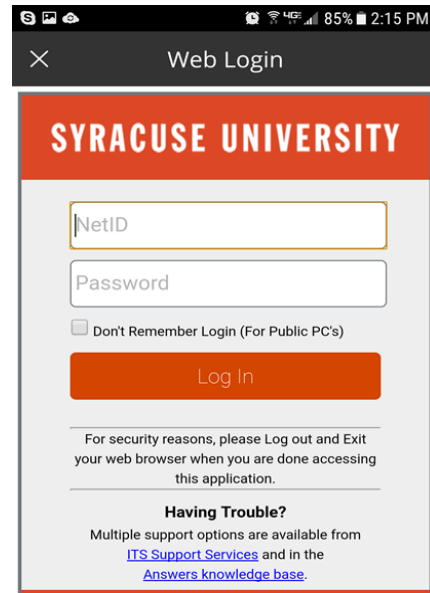 4G 85% 2:15 PM
Web Login
SYRACUSE UNIVERSITY
NetID
Password
Don't Remember Login (For Public PC's)
Log In
For security reasons, please Log out and Exit
your web browser when you are done accessing
this application.
Having Trouble?
Multiple support options are available from
ITS Support Services and in the
Answers knowledge base.